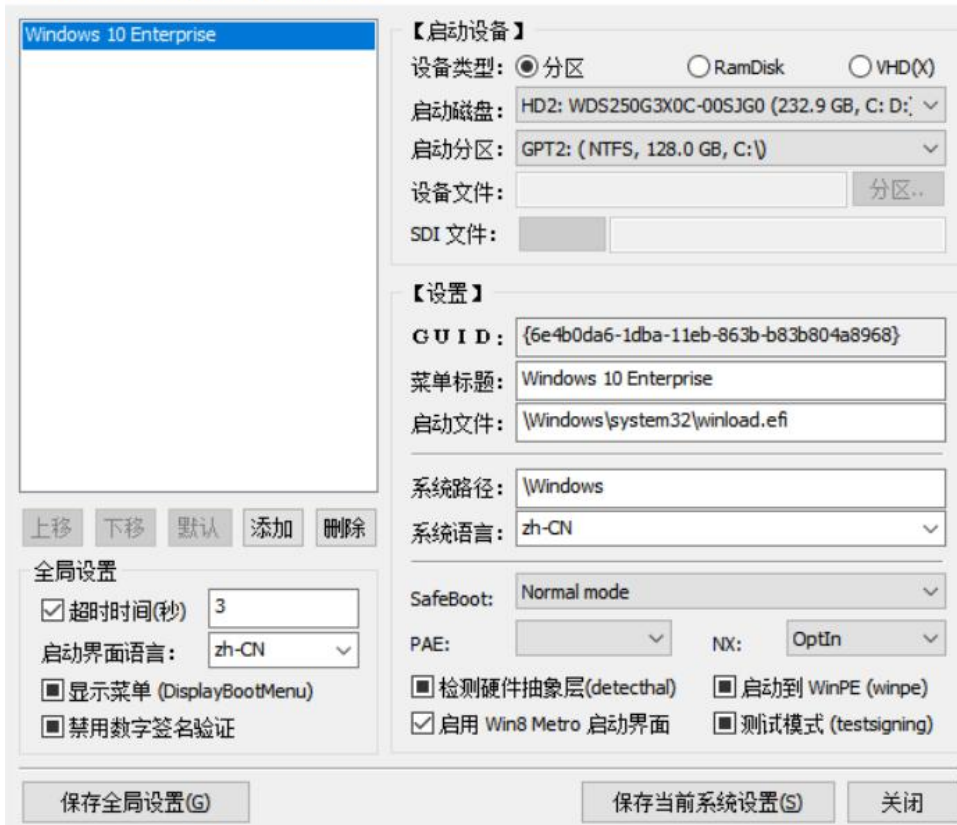 Windows 10 Enterprise
上移 下移 默认 添加 删除
全局设置
超时时间(秒) 3
启动界面语言： zh-CN
显示菜单 (DisplayBootMenu)
禁用数字签名验证
【启动设备】
设备类型： 分区 RamDisk VHD(X)
启动磁盘： HD2: WDS250G3X0C-00SJG0 (232.9 GB, C: D:)
启动分区： GPT2: ( NTFS, 128.0 GB, C:\)
设备文件： 分区..
SDI 文件：
【设置】
GUID： {6e4b0da6-1dba-11eb-863b-b83b804a8968}
菜单标题： Windows 10 Enterprise
启动文件： \Windows\system32\winload.efi
系统路径： \Windows
系统语言： zh-CN
SafeBoot: Normal mode
PAE: NX: OptIn
检测硬件抽象层(detecthal) 启动到 WinPE (winpe)
启用 Win8 Metro 启动界面 测试模式 (testsigning)
保存全局设置(G) 保存当前系统设置(S) 关闭